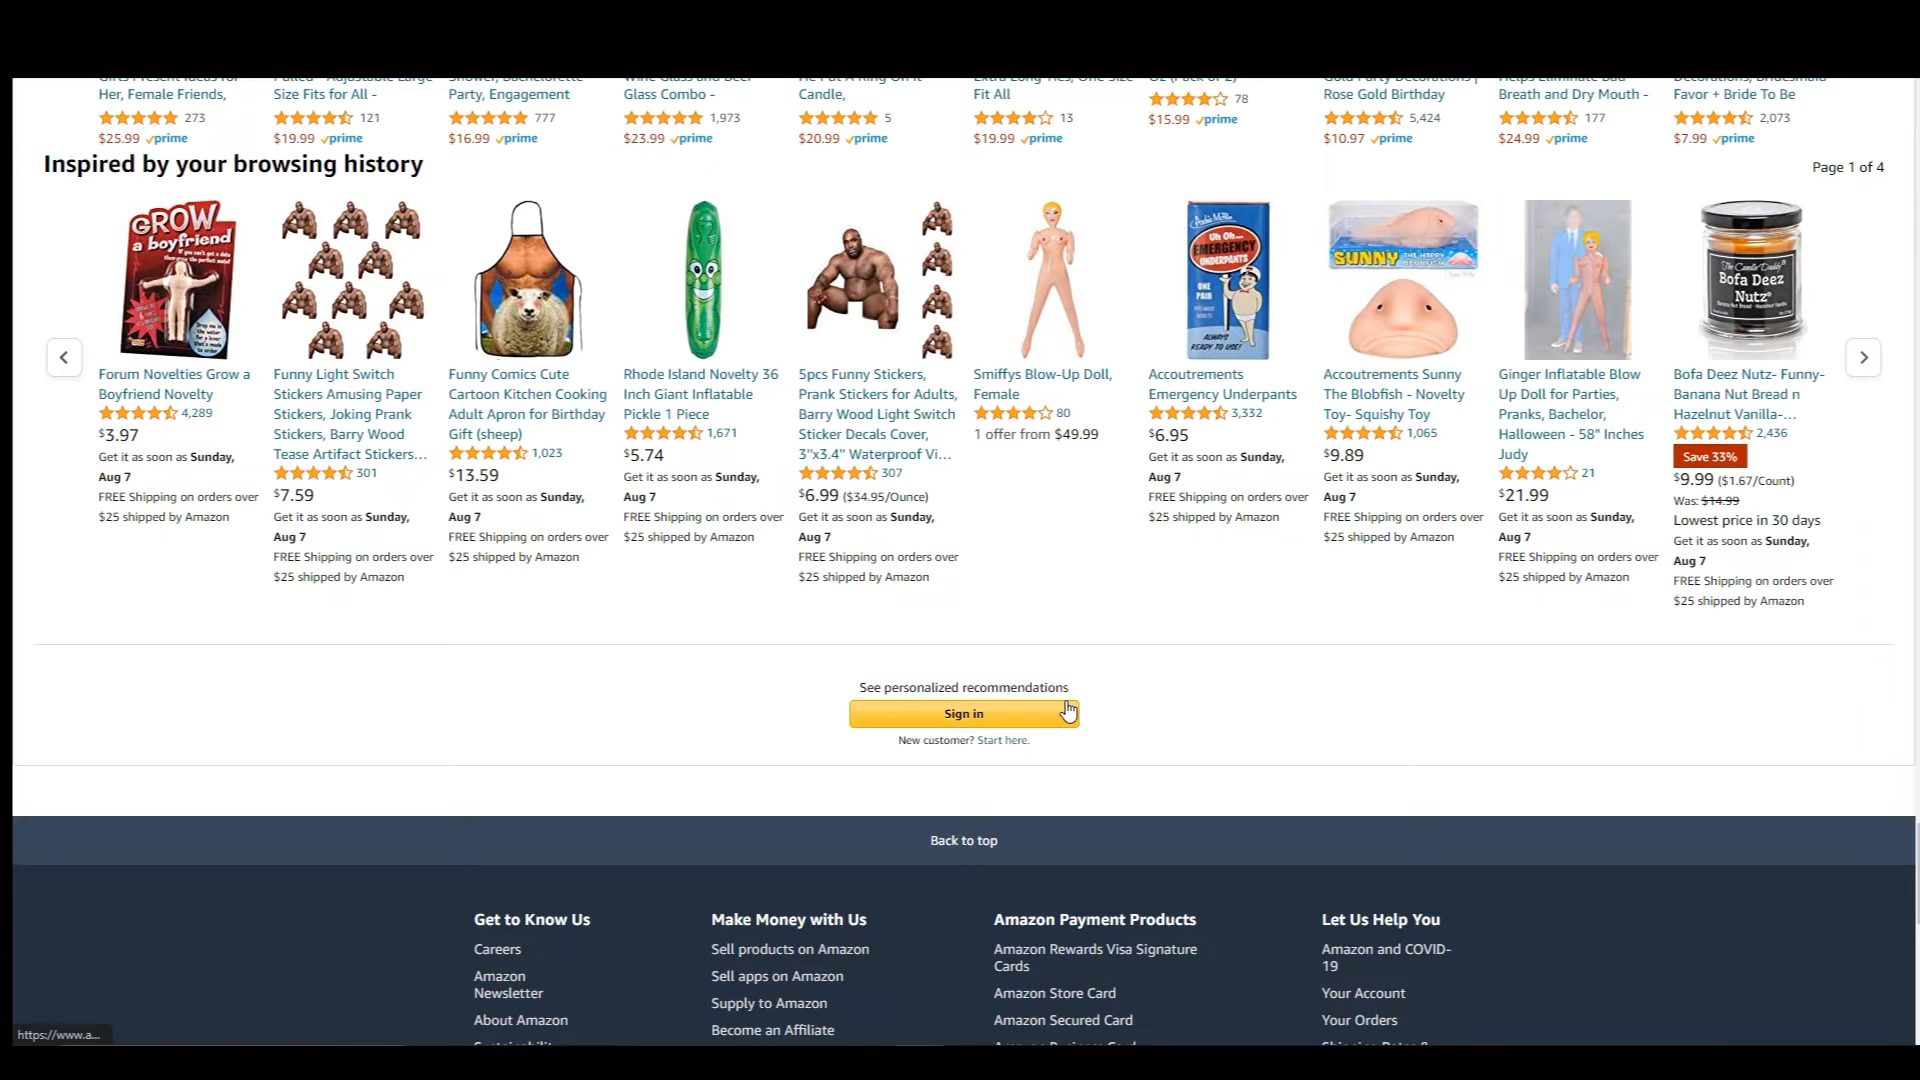 Her, Female Friends,
273
$25.99 prime
Size Fits for All -
121
$19.99 prime
Party, Engagement
777
$16.99 prime
Glass Combo -
1,973
$23.99 prime
Candle,
5
$20.99 prime
Fit All
13
$19.99 prime
78
$15.99 prime
Rose Gold Birthday
5,424
$10.97 prime
Breath and Dry Mouth -
177
$24.99 prime
Favor + Bride To Be
2,073
$7.99 prime
Inspired by your browsing history
Page 1 of 4
GROW
a boyfriend
Uh Oh...
EMERGENCY
UNDERPANTS
ONE
PAIR
ALWAYS
READY TO USE!
SUNNY THE HAPPY BLOBFISH
The Candle Daddy
Bofa Deez
Nutz
Forum Novelties Grow a
Boyfriend Novelty
4,289
$3.97
Get it as soon as Sunday,
Aug 7
FREE Shipping on orders over
$25 shipped by Amazon
Funny Light Switch
Stickers Amusing Paper
Stickers, Joking Prank
Stickers, Barry Wood
Tease Artifact Stickers...
301
$7.59
Get it as soon as Sunday,
Aug 7
FREE Shipping on orders over
$25 shipped by Amazon
Funny Comics Cute
Cartoon Kitchen Cooking
Adult Apron for Birthday
Gift (sheep)
1,023
$13.59
Get it as soon as Sunday,
Aug 7
FREE Shipping on orders over
$25 shipped by Amazon
Rhode Island Novelty 36
Inch Giant Inflatable
Pickle 1 Piece
1,671
$5.74
Get it as soon as Sunday,
Aug 7
FREE Shipping on orders over
$25 shipped by Amazon
5pcs Funny Stickers,
Prank Stickers for Adults,
Barry Wood Light Switch
Sticker Decals Cover,
3"x3.4" Waterproof Vi...
307
$6.99 ($34.95/Ounce)
Get it as soon as Sunday,
Aug 7
FREE Shipping on orders over
$25 shipped by Amazon
Smiffys Blow-Up Doll,
Female
80
1 offer from $49.99
Accoutrements
Emergency Underpants
3,332
$6.95
Get it as soon as Sunday,
Aug 7
FREE Shipping on orders over
$25 shipped by Amazon
Accoutrements Sunny
The Blobfish - Novelty
Toy- Squishy Toy
1,065
$9.89
Get it as soon as Sunday,
Aug 7
FREE Shipping on orders over
$25 shipped by Amazon
Ginger Inflatable Blow
Up Doll for Parties,
Pranks, Bachelor,
Halloween - 58" Inches
Judy
21
$21.99
Get it as soon as Sunday,
Aug 7
FREE Shipping on orders over
$25 shipped by Amazon
Bofa Deez Nutz- Funny-
Banana Nut Bread n
Hazelnut Vanilla-...
2,436
Save 33%
$9.99 ($1.67/Count)
Was: $14.99
Lowest price in 30 days
Get it as soon as Sunday,
Aug 7
FREE Shipping on orders over
$25 shipped by Amazon
See personalized recommendations
Sign in
New customer? Start here.
Back to top
Get to Know Us
Careers
Amazon
Newsletter
About Amazon
Make Money with Us
Sell products on Amazon
Sell apps on Amazon
Supply to Amazon
Become an Affiliate
Amazon Payment Products
Amazon Rewards Visa Signature
Cards
Amazon Store Card
Amazon Secured Card
Let Us Help You
Amazon and COVID-
19
Your Account
Your Orders
https://www.a...